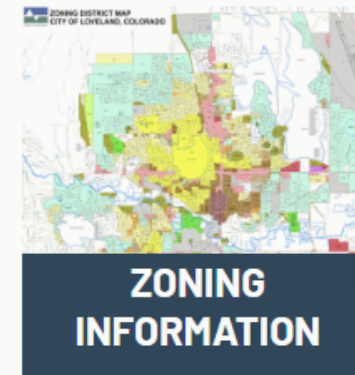 ZONING DISTRICT MAP
CITY OF LOVELAND, COLORADO
ZONING
INFORMATION